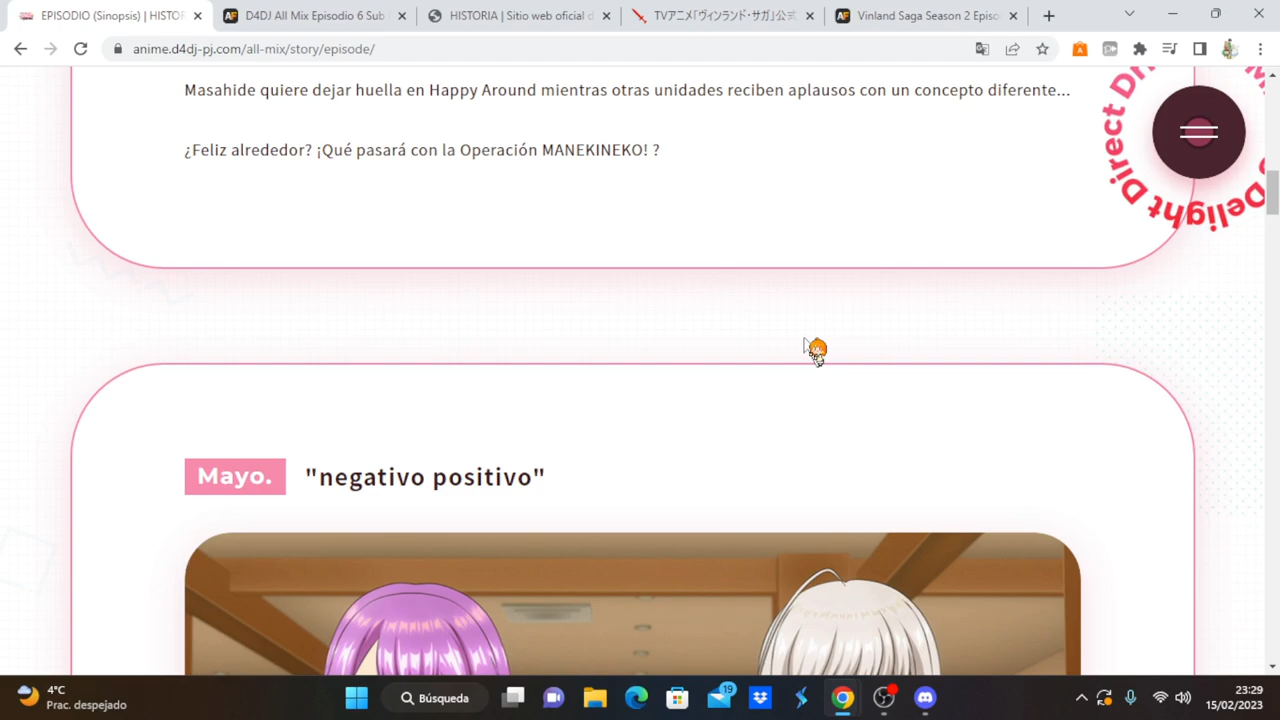 EPISODIO (Sinopsis) | HISTOR
D4DJ All Mix Episodio 6 Sub
HISTORIA | Sitio web oficial d
TVアニメ「ヴィンランド・サガ」公式
Vinland Saga Season 2 Episo
anime.d4dj-pj.com/all-mix/story/episode/
Masahide quiere dejar huella en Happy Around mientras otras unidades reciben aplausos con un concepto diferente...
¿Feliz alrededor? ¡Qué pasará con la Operación MANEKINEKO! ?
Direct Dri
Delight
Mayo.
"negativo positivo"
4°C
Prac. despejado
Búsqueda
19
23:29
15/02/2023